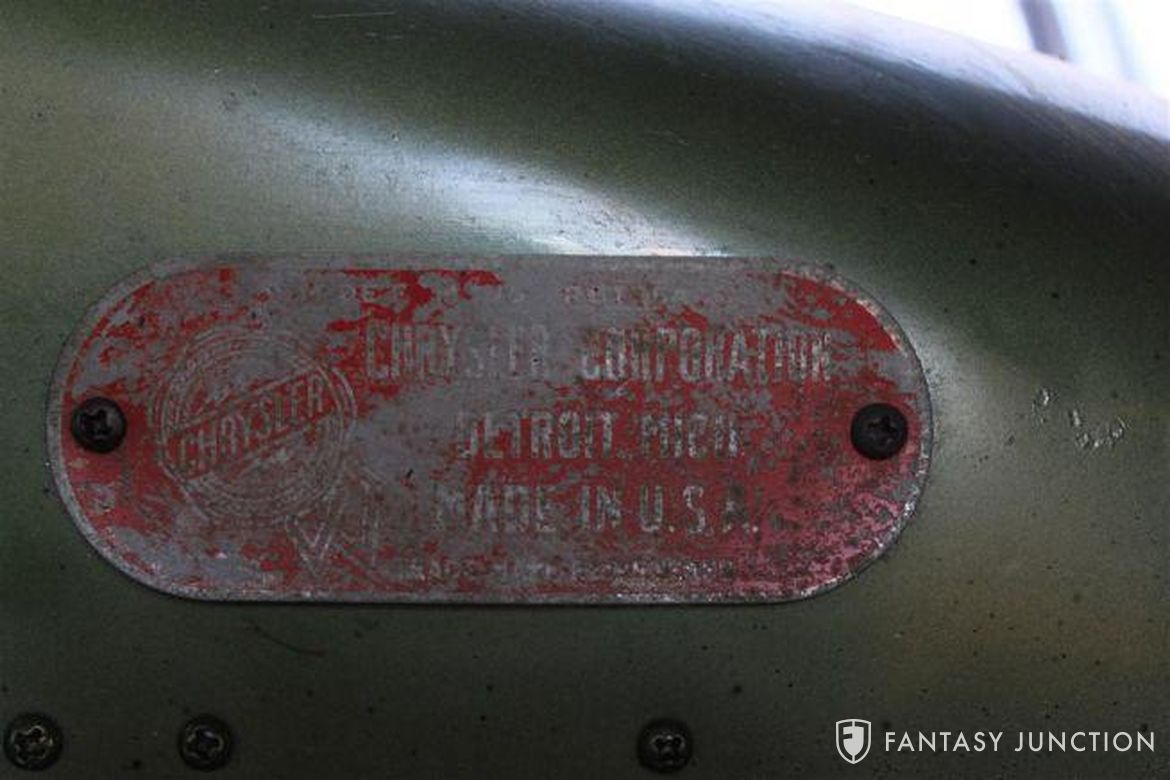 CHRYSLER CORPORATION
CHRYSLER
DETROIT, MICH.
MADE IN U.S.A.
FANTASY JUNCTION